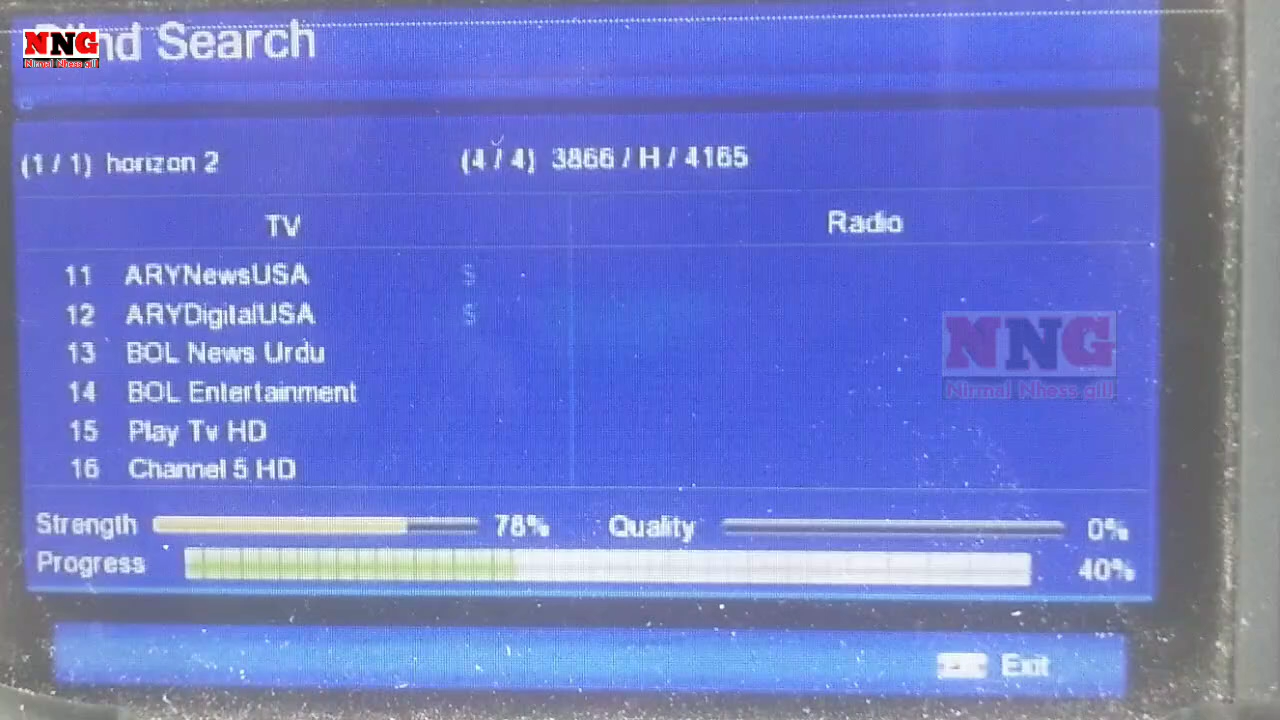 Blind Search
NNG
Nirmal Nhoss gill
(1 / 1) horizon 2
(4 / 4) 3866 / H / 4165
TV
Radio
11 ARYNewsUSA $
12 ARYDigitalUSA $
13 BOL News Urdu
14 BOL Entertainment
15 Play Tv HD
16 Channel 5 HD
NNG
Nirmal Nhoss gill
Strength 78% Quality 0%
Progress 40%
Exit